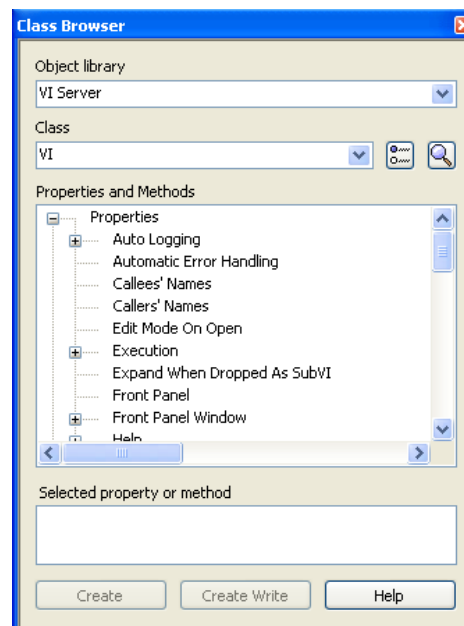 Class Browser
Object library
VI Server
Class
VI
Properties and Methods
Properties
Auto Logging
Automatic Error Handling
Callees' Names
Callers' Names
Edit Mode On Open
Execution
Expand When Dropped As SubVI
Front Panel
Front Panel Window
Help
Selected property or method
Create
Create Write
Help